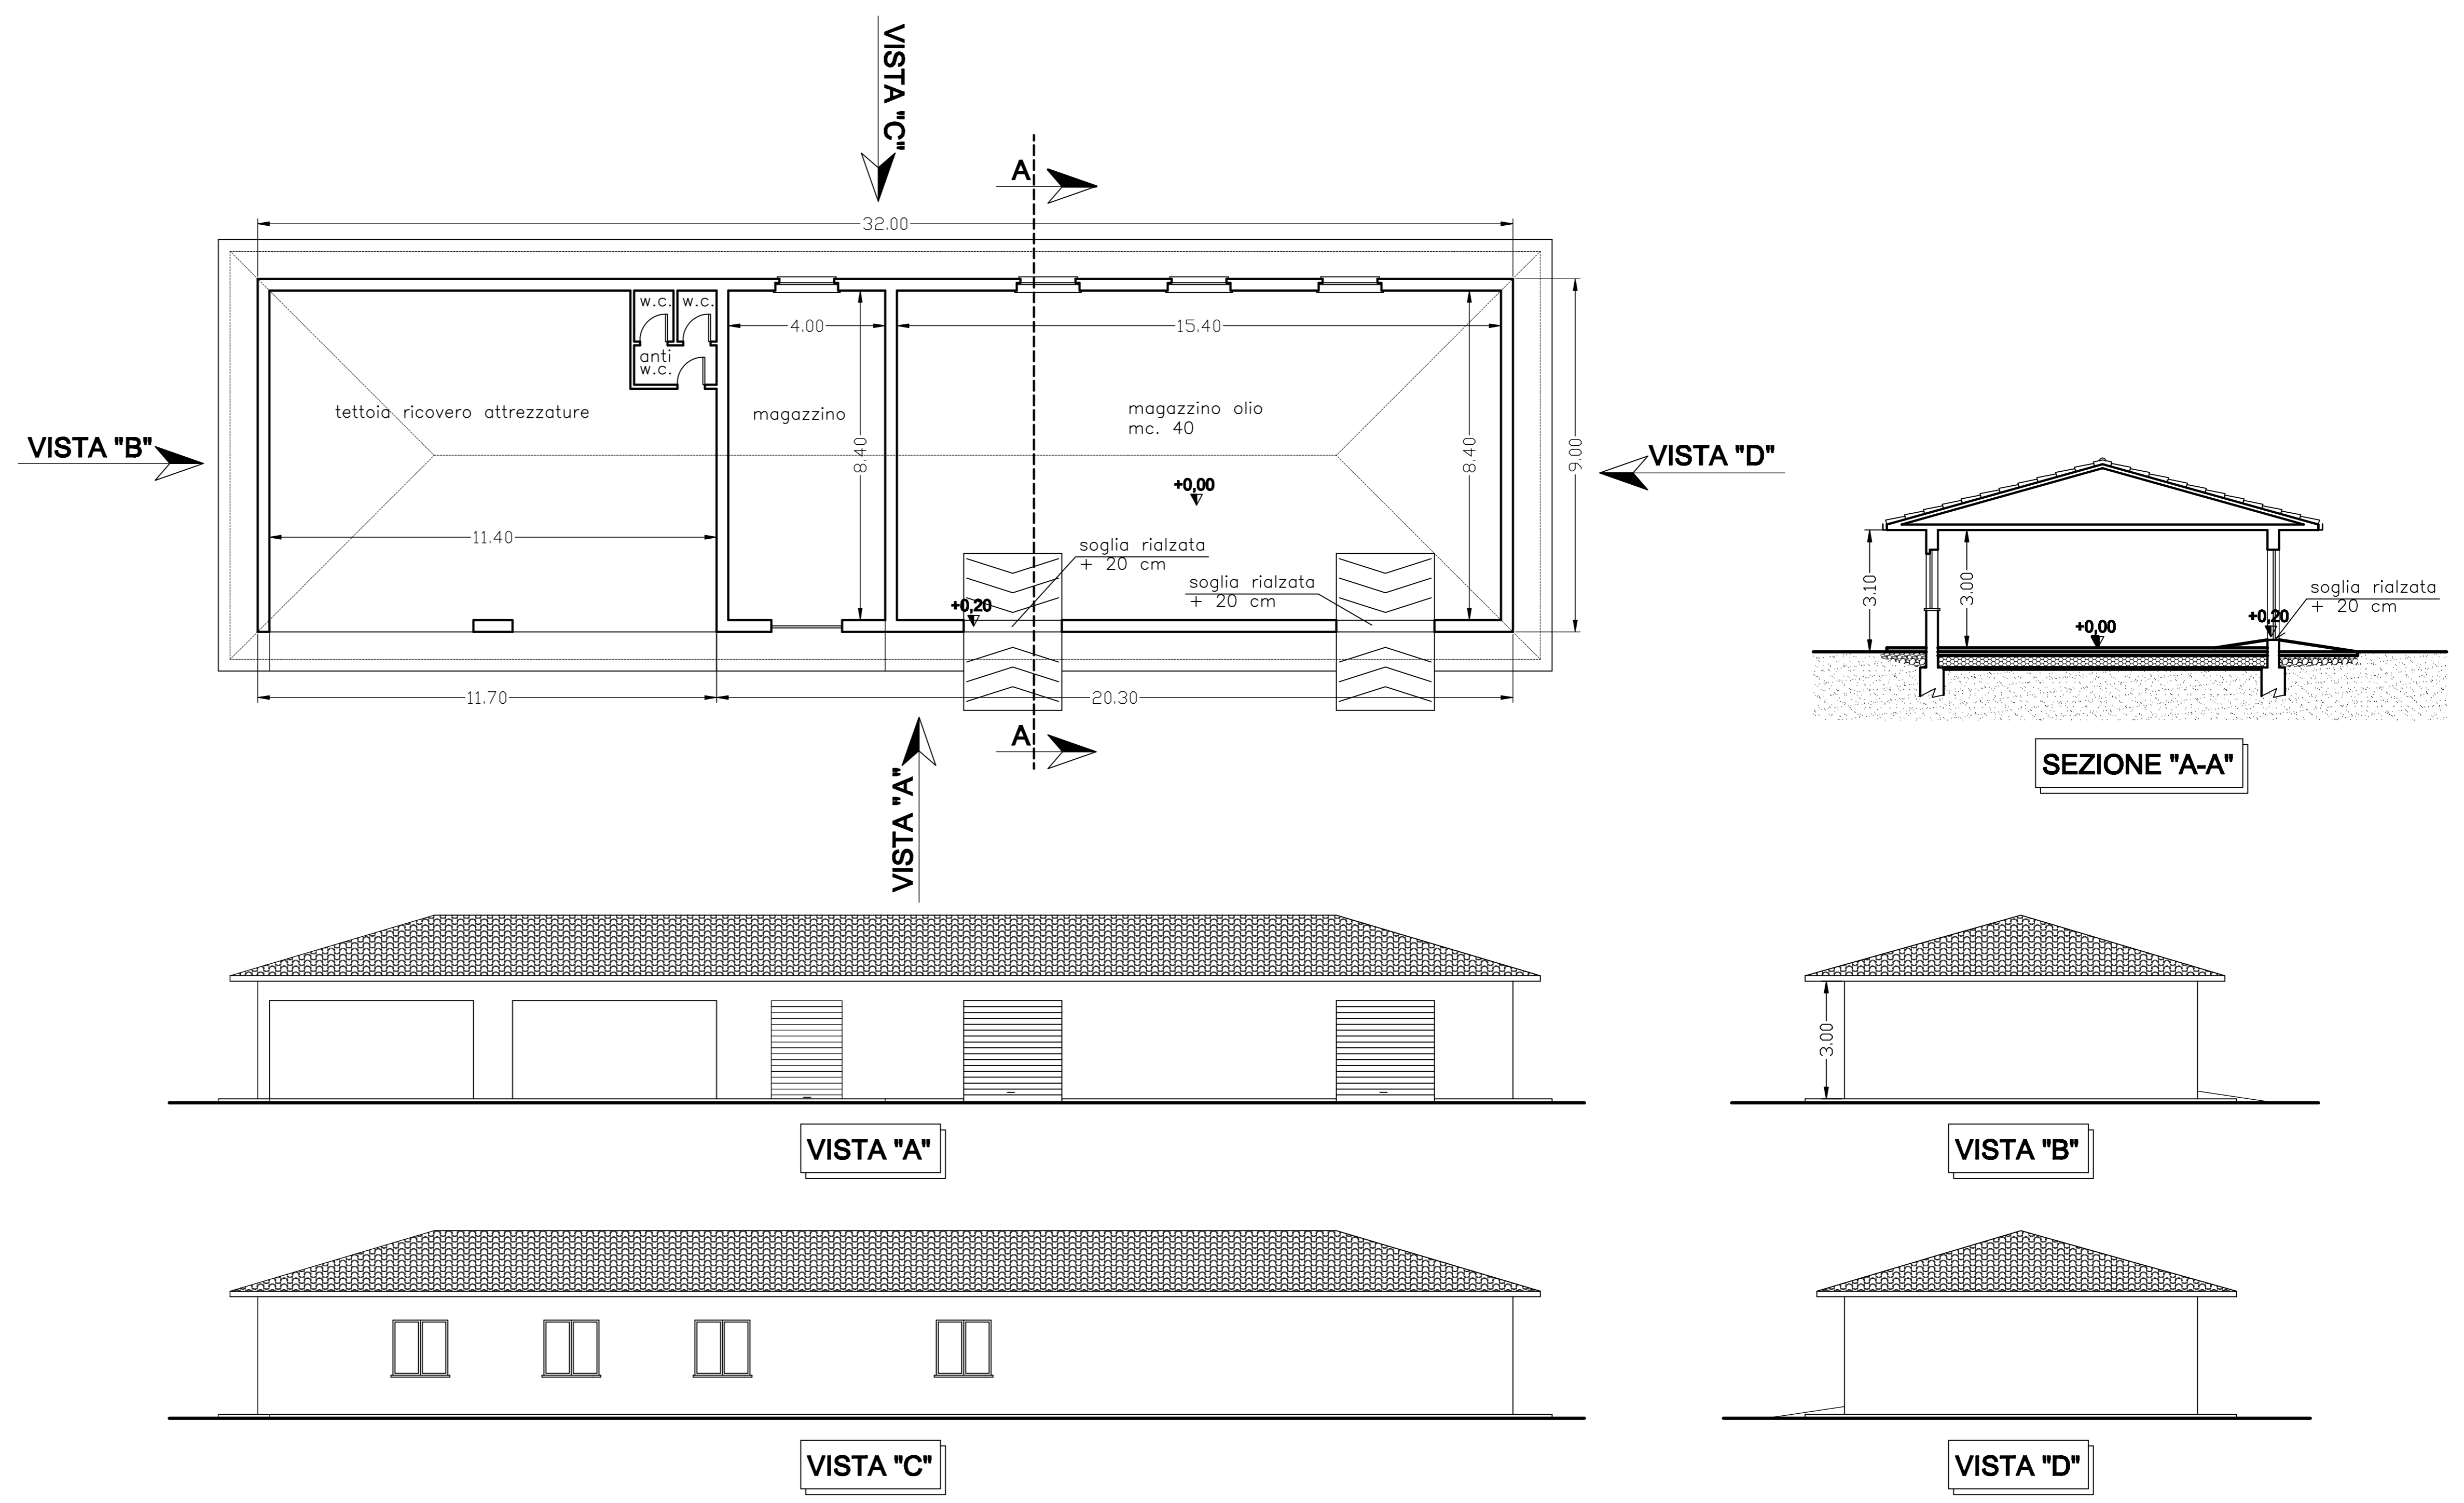 VISTA "C"
A
32.00
w.c.
w.c.
anti
w.c.
4.00
15.40
tettoia ricovero attrezzature
magazzino
magazzino olio
mc. 40
8.40
8.40
9.00
VISTA "B"
VISTA "D"
+0,00
11.40
soglia rialzata
+ 20 cm
soglia rialzata
+ 20 cm
+0,20
11.70
20.30
A
VISTA "A"
3.10
3.00
soglia rialzata
+ 20 cm
+0,20
+0,00
SEZIONE "A-A"
3.00
VISTA "A"
VISTA "B"
VISTA "C"
VISTA "D"